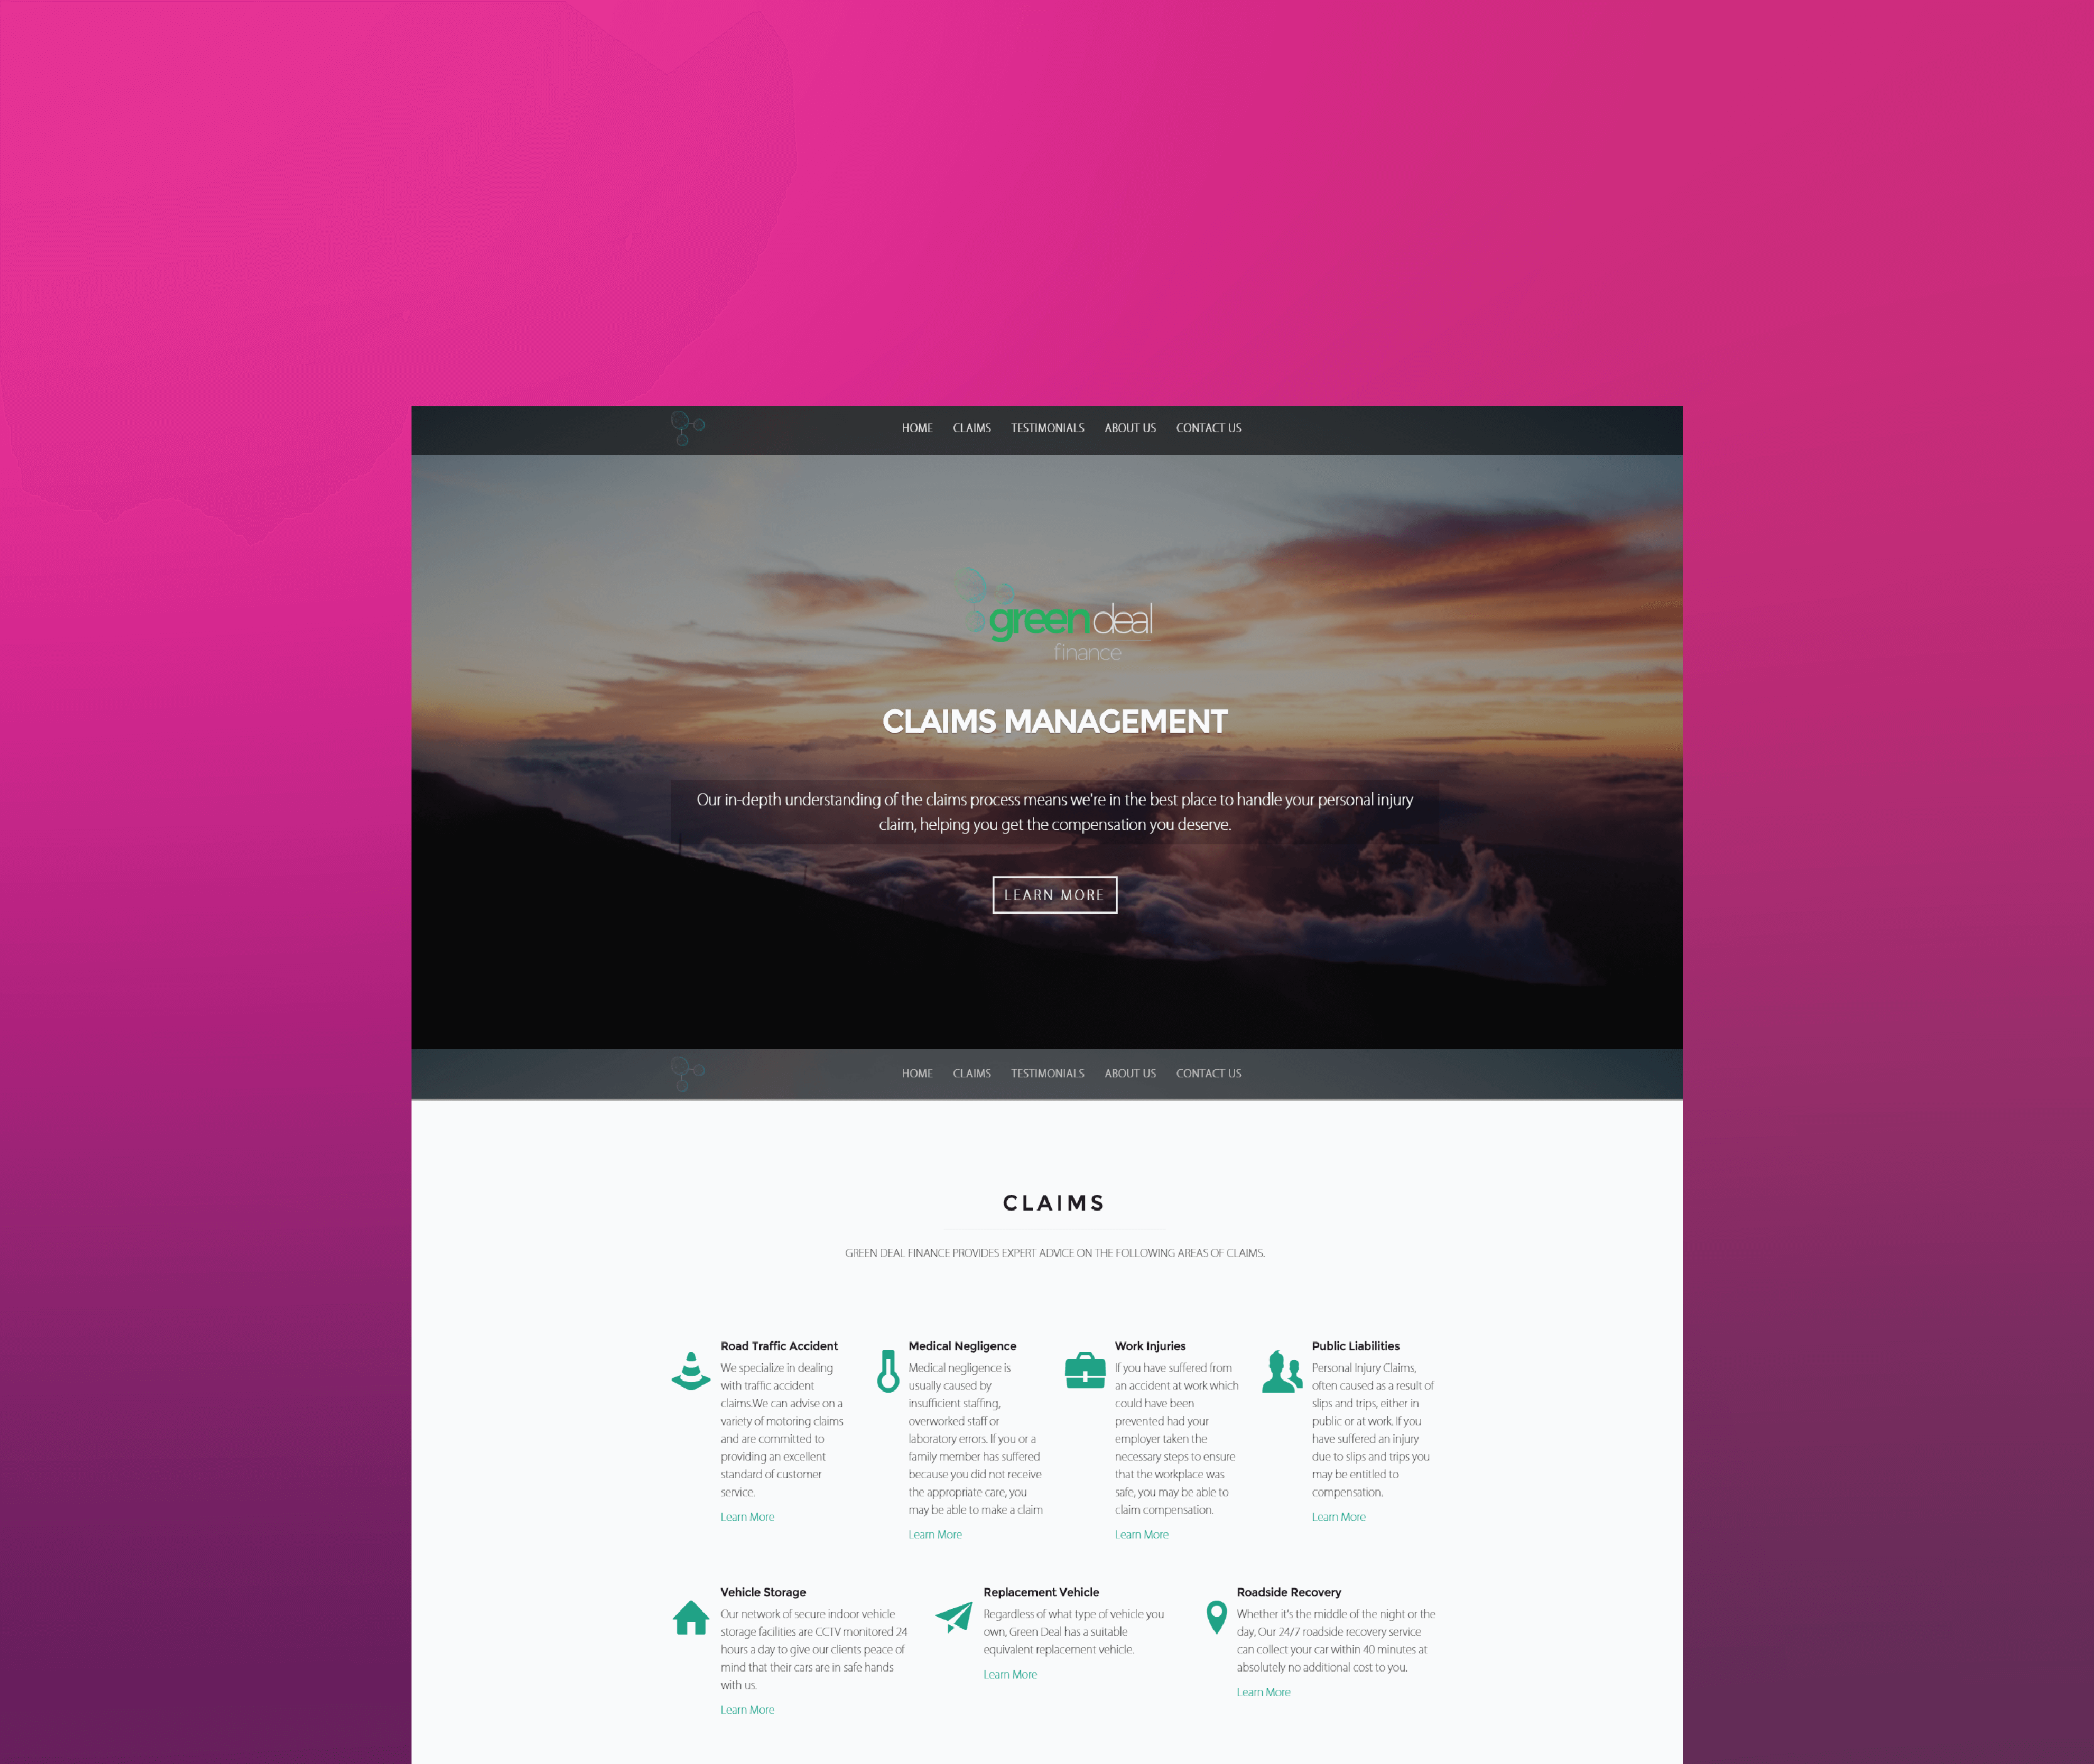 HOME CLAIMS TESTIMONIALS ABOUT US CONTACT US
green deal
finance
CLAIMS MANAGEMENT
Our in-depth understanding of the claims process means we're in the best place to handle your personal injury
claim, helping you get the compensation you deserve.
LEARN MORE
HOME CLAIMS TESTIMONIALS ABOUT US CONTACT US
CLAIMS
GREEN DEAL FINANCE PROVIDES EXPERT ADVICE ON THE FOLLOWING AREAS OF CLAIMS.
Road Traffic Accident
We specialize in dealing
with traffic accident
claims.We can advise on a
variety of motoring claims
and are committed to
providing an excellent
standard of customer
service.
Learn More
Medical Negligence
Medical negligence is
usually caused by
insufficient staffing,
overworked staff or
laboratory errors. If you or a
family member has suffered
because you did not receive
the appropriate care, you
may be able to make a claim
Learn More
Work Injuries
If you have suffered from
an accident at work which
could have been
prevented had your
employer taken the
necessary steps to ensure
that the workplace was
safe, you may be able to
claim compensation.
Learn More
Public Liabilities
Personal Injury Claims,
often caused as a result of
slips and trips, either in
public or at work. If you
have suffered an injury
due to slips and trips you
may be entitled to
compensation.
Learn More
Vehicle Storage
Our network of secure indoor vehicle
storage facilities are CCTV monitored 24
hours a day to give our clients peace of
mind that their cars are in safe hands
with us.
Learn More
Replacement Vehicle
Regardless of what type of vehicle you
own, Green Deal has a suitable
equivalent replacement vehicle.
Learn More
Roadside Recovery
Whether it's the middle of the night or the
day, Our 24/7 roadside recovery service
can collect your car within 40 minutes at
absolutely no additional cost to you.
Learn More